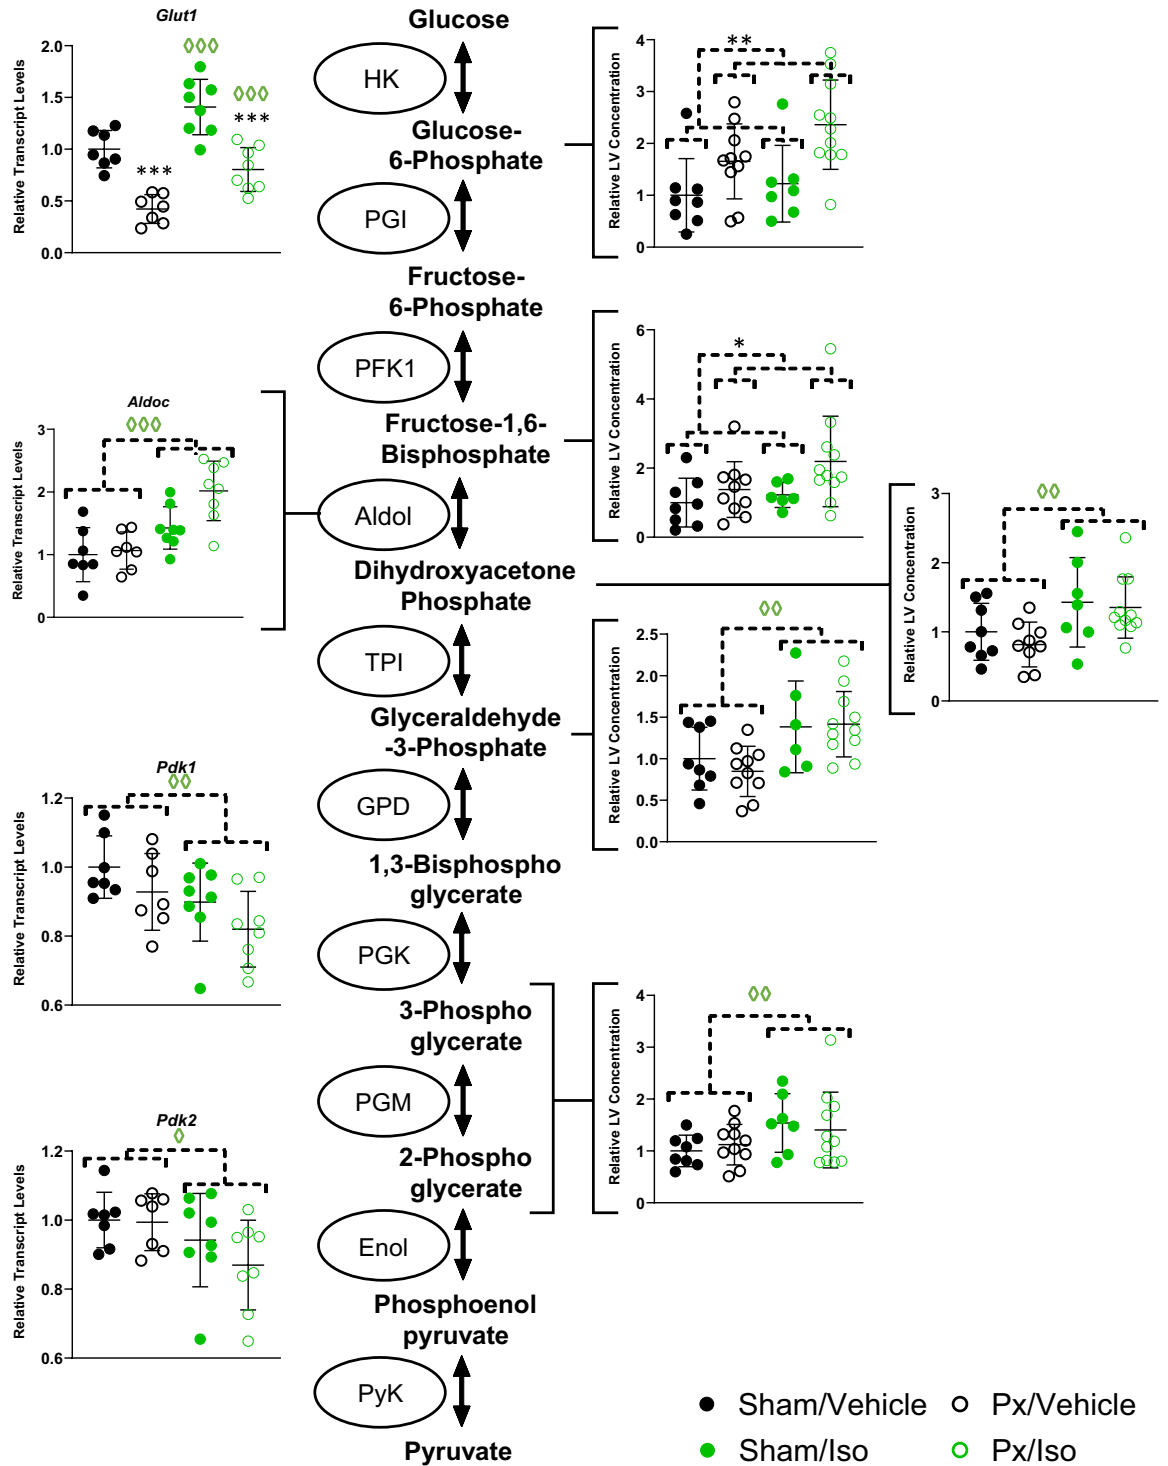 Glut1
◊◊◊
◊◊◊
***
***
Relative Transcript Levels
2.0
1.5
1.0
0.5
0.0
Glucose
HK
Glucose-
6-Phosphate
PGI
Fructose-
6-Phosphate
PFK1
Fructose-1,6-
Bisphosphate
Aldol
Dihydroxyacetone
Phosphate
TPI
Glyceraldehyde
-3-Phosphate
GPD
1,3-Bisphospho
glycerate
PGK
3-Phospho
glycerate
PGM
2-Phospho
glycerate
Enol
Phosphoenol
pyruvate
PyK
Pyruvate
**
Relative LV Concentration
4
3
2
1
0
*
Relative LV Concentration
6
4
2
0
Aldoc
◊◊◊
Relative Transcript Levels
3
2
1
0
◊◊
Relative LV Concentration
3
2
1
0
◊◊
Relative LV Concentration
2.5
2.0
1.5
1.0
0.5
0.0
Pdk1
◊◊
Relative Transcript Levels
1.2
1.0
0.8
0.6
◊◊
Relative LV Concentration
4
3
2
1
0
Pdk2
◊
Relative Transcript Levels
1.2
1.0
0.8
0.6
Sham/Vehicle
Px/Vehicle
Sham/Iso
Px/Iso